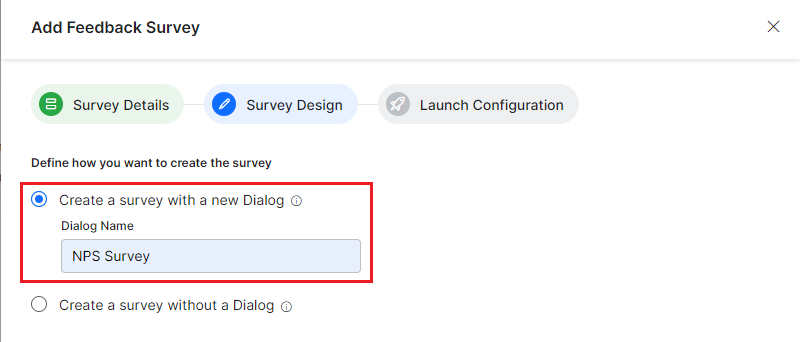 Add Feedback Survey
Survey Details
Survey Design
Launch Configuration
Define how you want to create the survey
Create a survey with a new Dialog
Dialog Name
NPS Survey
Create a survey without a Dialog